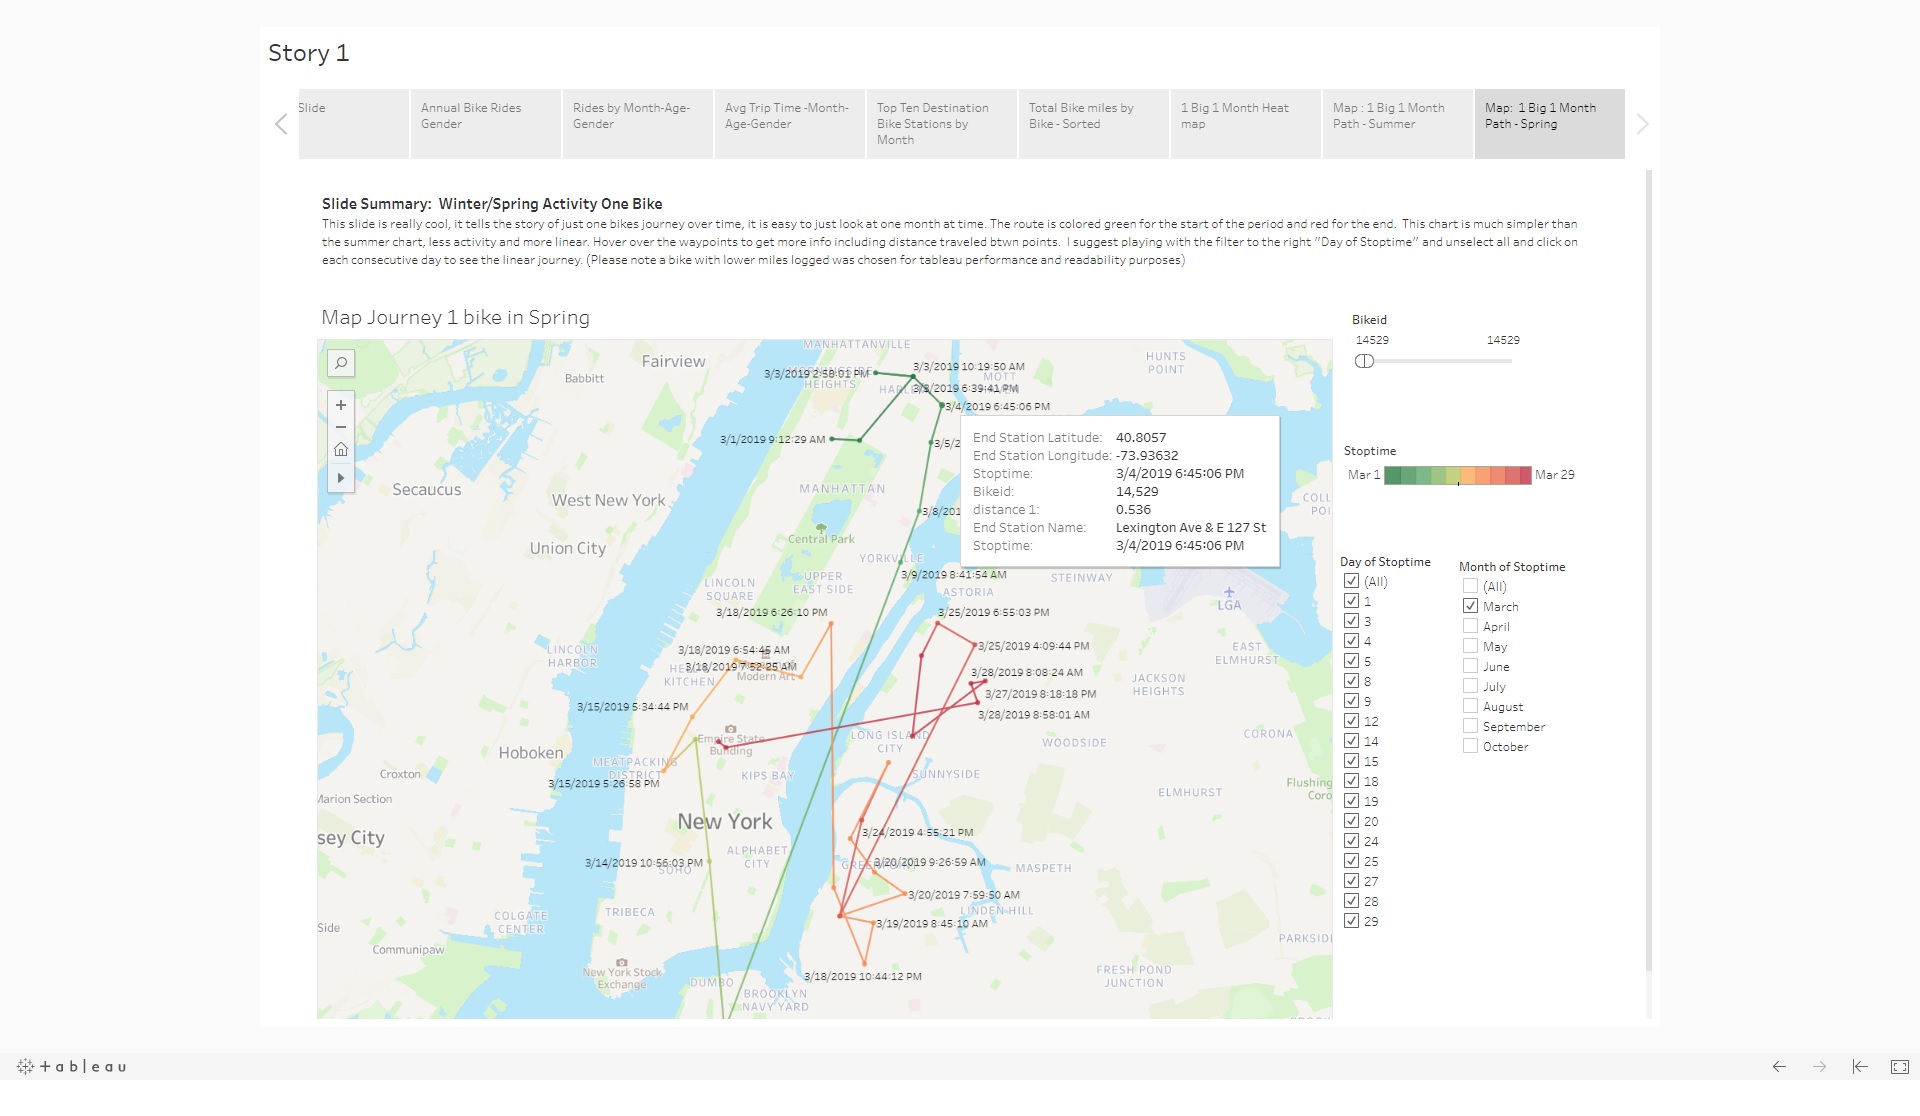 Story 1
Slide
Annual Bike Rides
Gender
Rides by Month-Age-
Gender
Avg Trip Time -Month-
Age-Gender
Top Ten Destination
Bike Stations by
Month
Total Bike miles by
Bike - Sorted
1 Big 1 Month Heat
map
Map : 1 Big 1 Month
Path - Summer
Map: 1 Big 1 Month
Path - Spring
Slide Summary: Winter/Spring Activity One Bike
This slide is really cool, it tells the story of just one bikes journey over time, it is easy to just look at one month at time. The route is colored green for the start of the period and red for the end. This chart is much simpler than
the summer chart, less activity and more linear. Hover over the waypoints to get more info including distance traveled btwn points. I suggest playing with the filter to the right "Day of Stoptime" and unselect all and click on
each consecutive day to see the linear journey. (Please note a bike with lower miles logged was chosen for tableau performance and readability purposes)
Map Journey 1 bike in Spring
MANHATTANVILLE
Fairview
Babbitt
HUNTS
POINT
3/3/2019 10:19:50 AM
3/3/2019 2:58:01 PM
HEIGHTS
MOTT
3/3/2019 6:39:41 PM
3/4/2019 6:45:06 PM
3/1/2019 9:12:29 AM
3/5/2
Secaucus
MANHATTAN
West New York
3/8/201
COLL
POI
Central Park
Union City
YORKVILLE
3/9/2019 8:41:54 AM
UPPER
EAST SIDE
LINCOLN
SQUARE
STEINWAY
ASTORIA
LGA
3/18/2019 6:26:10 PM
3/25/2019 6:55:03 PM
LINCOLN
HARBOR
3/18/2019 6:54:45 AM
3/18/2019 7:52:25 AM
KITCHEN
Modern Art
3/25/2019 4:09:44 PM
EAST
ELMHURST
3/28/2019 8:08:24 AM
JACKSON
HEIGHTS
3/27/2019 8:18:18 PM
3/15/2019 5:34:44 PM
3/28/2019 8:58:01 AM
Empire State
Building
LONG ISLAND
CITY
WOODSIDE
CORONA
Hoboken
MEATPACKING
DISTRICT
Croxton
KIPS BAY
SUNNYSIDE
3/15/2019 5:26:58 PM
Flushing
Coro
ELMHURST
Marion Section
sey City
New York
3/24/2019 4:55:21 PM
ALPHABET
CITY
3/14/2019 10:56:03 PM
SOHO
3/20/2019 9:26:59 AM
MASPETH
3/20/2019 7:59:50 AM
TRIBECA
LINDEN HILL
COLGATE
CENTER
3/19/2019 8:45:10 AM
Side
Communipaw
PARKSIDE
New York Stock
Exchange
3/18/2019 10:44:12 PM
FRESH POND
JUNCTION
DUMBO
BROOKLYN
NAVY YARD
End Station Latitude: 40.8057
End Station Longitude: -73.93632
Stoptime: 3/4/2019 6:45:06 PM
Bikeid: 14,529
distance 1: 0.536
End Station Name: Lexington Ave & E 127 St
Stoptime: 3/4/2019 6:45:06 PM
Bikeid
14529 14529
Stoptime
Mar 1 Mar 29
Day of Stoptime
(All)
1
3
4
5
8
9
12
14
15
18
19
20
24
25
27
28
29
Month of Stoptime
(All)
March
April
May
June
July
August
September
October
+ableau